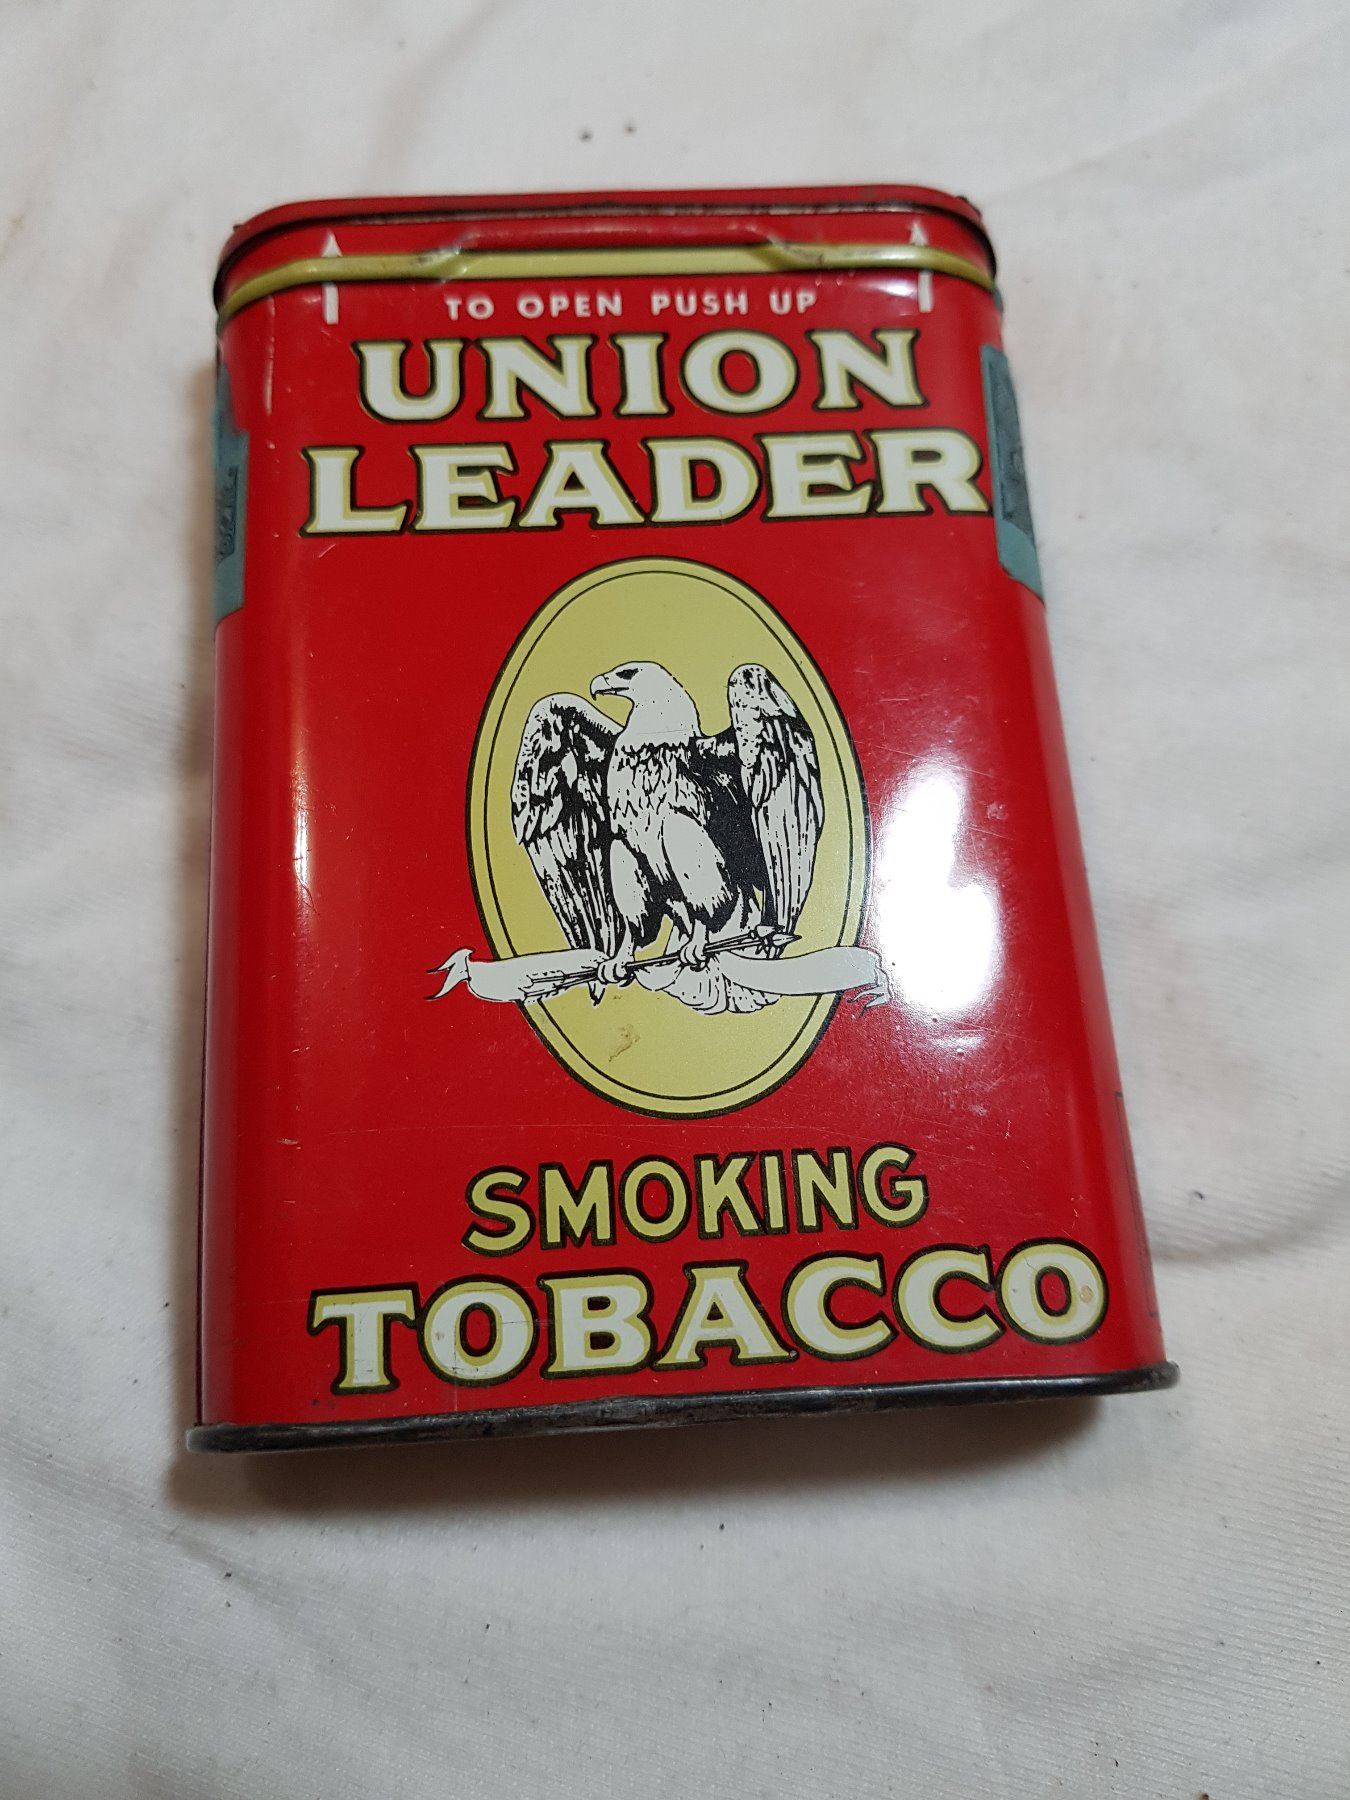 TO OPEN PUSH UP
UNION
LEADER
SMOKING
TOBACCO